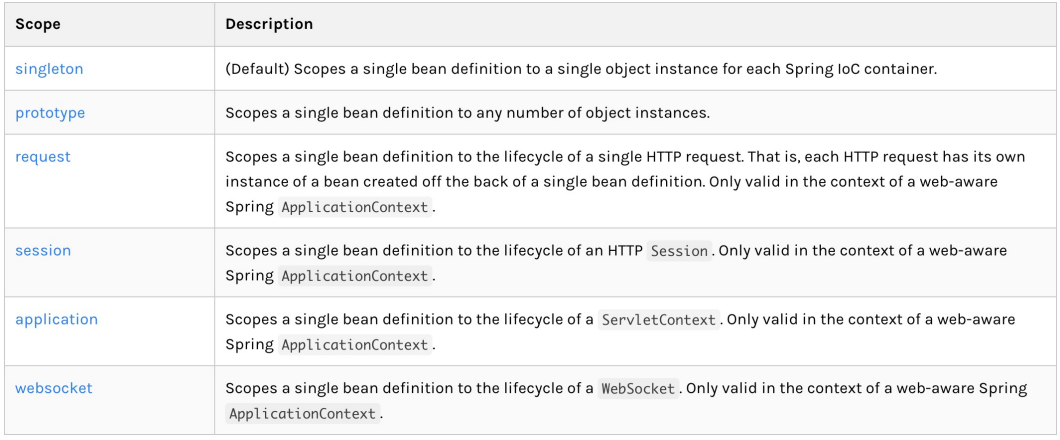 Scope Description
singleton (Default) Scopes a single bean definition to a single object instance for each Spring IoC container.
prototype Scopes a single bean definition to any number of object instances.
request Scopes a single bean definition to the lifecycle of a single HTTP request. That is, each HTTP request has its own
instance of a bean created off the back of a single bean definition. Only valid in the context of a web-aware
Spring ApplicationContext.
session Scopes a single bean definition to the lifecycle of an HTTP Session. Only valid in the context of a web-aware
Spring ApplicationContext.
application Scopes a single bean definition to the lifecycle of a ServletContext. Only valid in the context of a web-aware
Spring ApplicationContext.
websocket Scopes a single bean definition to the lifecycle of a WebSocket. Only valid in the context of a web-aware Spring
ApplicationContext.